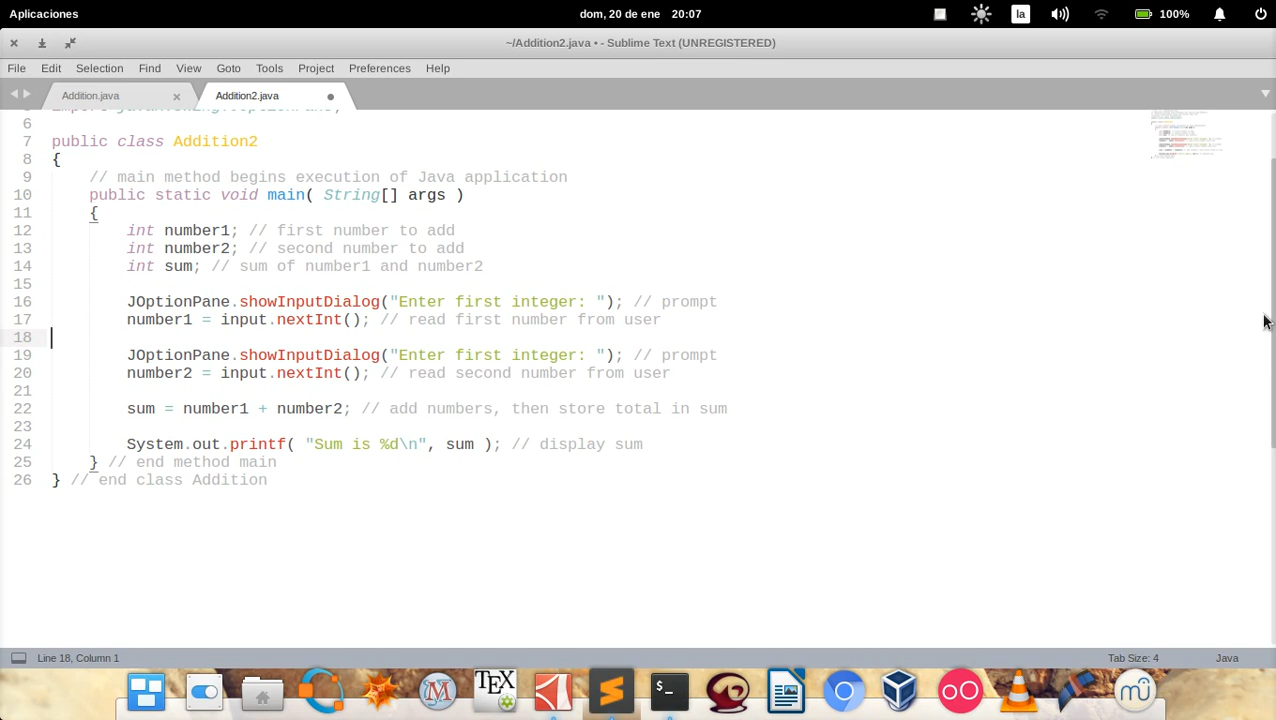 Aplicaciones
dom, 20 de ene 20:07
la
100%
~/Addition2.java • - Sublime Text (UNREGISTERED)
File Edit Selection Find View Goto Tools Project Preferences Help
Addition.java
Addition2.java
6
7 public class Addition2
8 {
9 // main method begins execution of Java application
10 public static void main( String[] args )
11 {
12 int number1; // first number to add
13 int number2; // second number to add
14 int sum; // sum of number1 and number2
15
16 JOptionPane.showInputDialog("Enter first integer: "); // prompt
17 number1 = input.nextInt(); // read first number from user
18
19 JOptionPane.showInputDialog("Enter first integer: "); // prompt
20 number2 = input.nextInt(); // read second number from user
21
22 sum = number1 + number2; // add numbers, then store total in sum
23
24 System.out.printf( "Sum is %d\n", sum ); // display sum
25 } // end method main
26 } // end class Addition
Line 18, Column 1
Tab Size: 4
Java
TEX